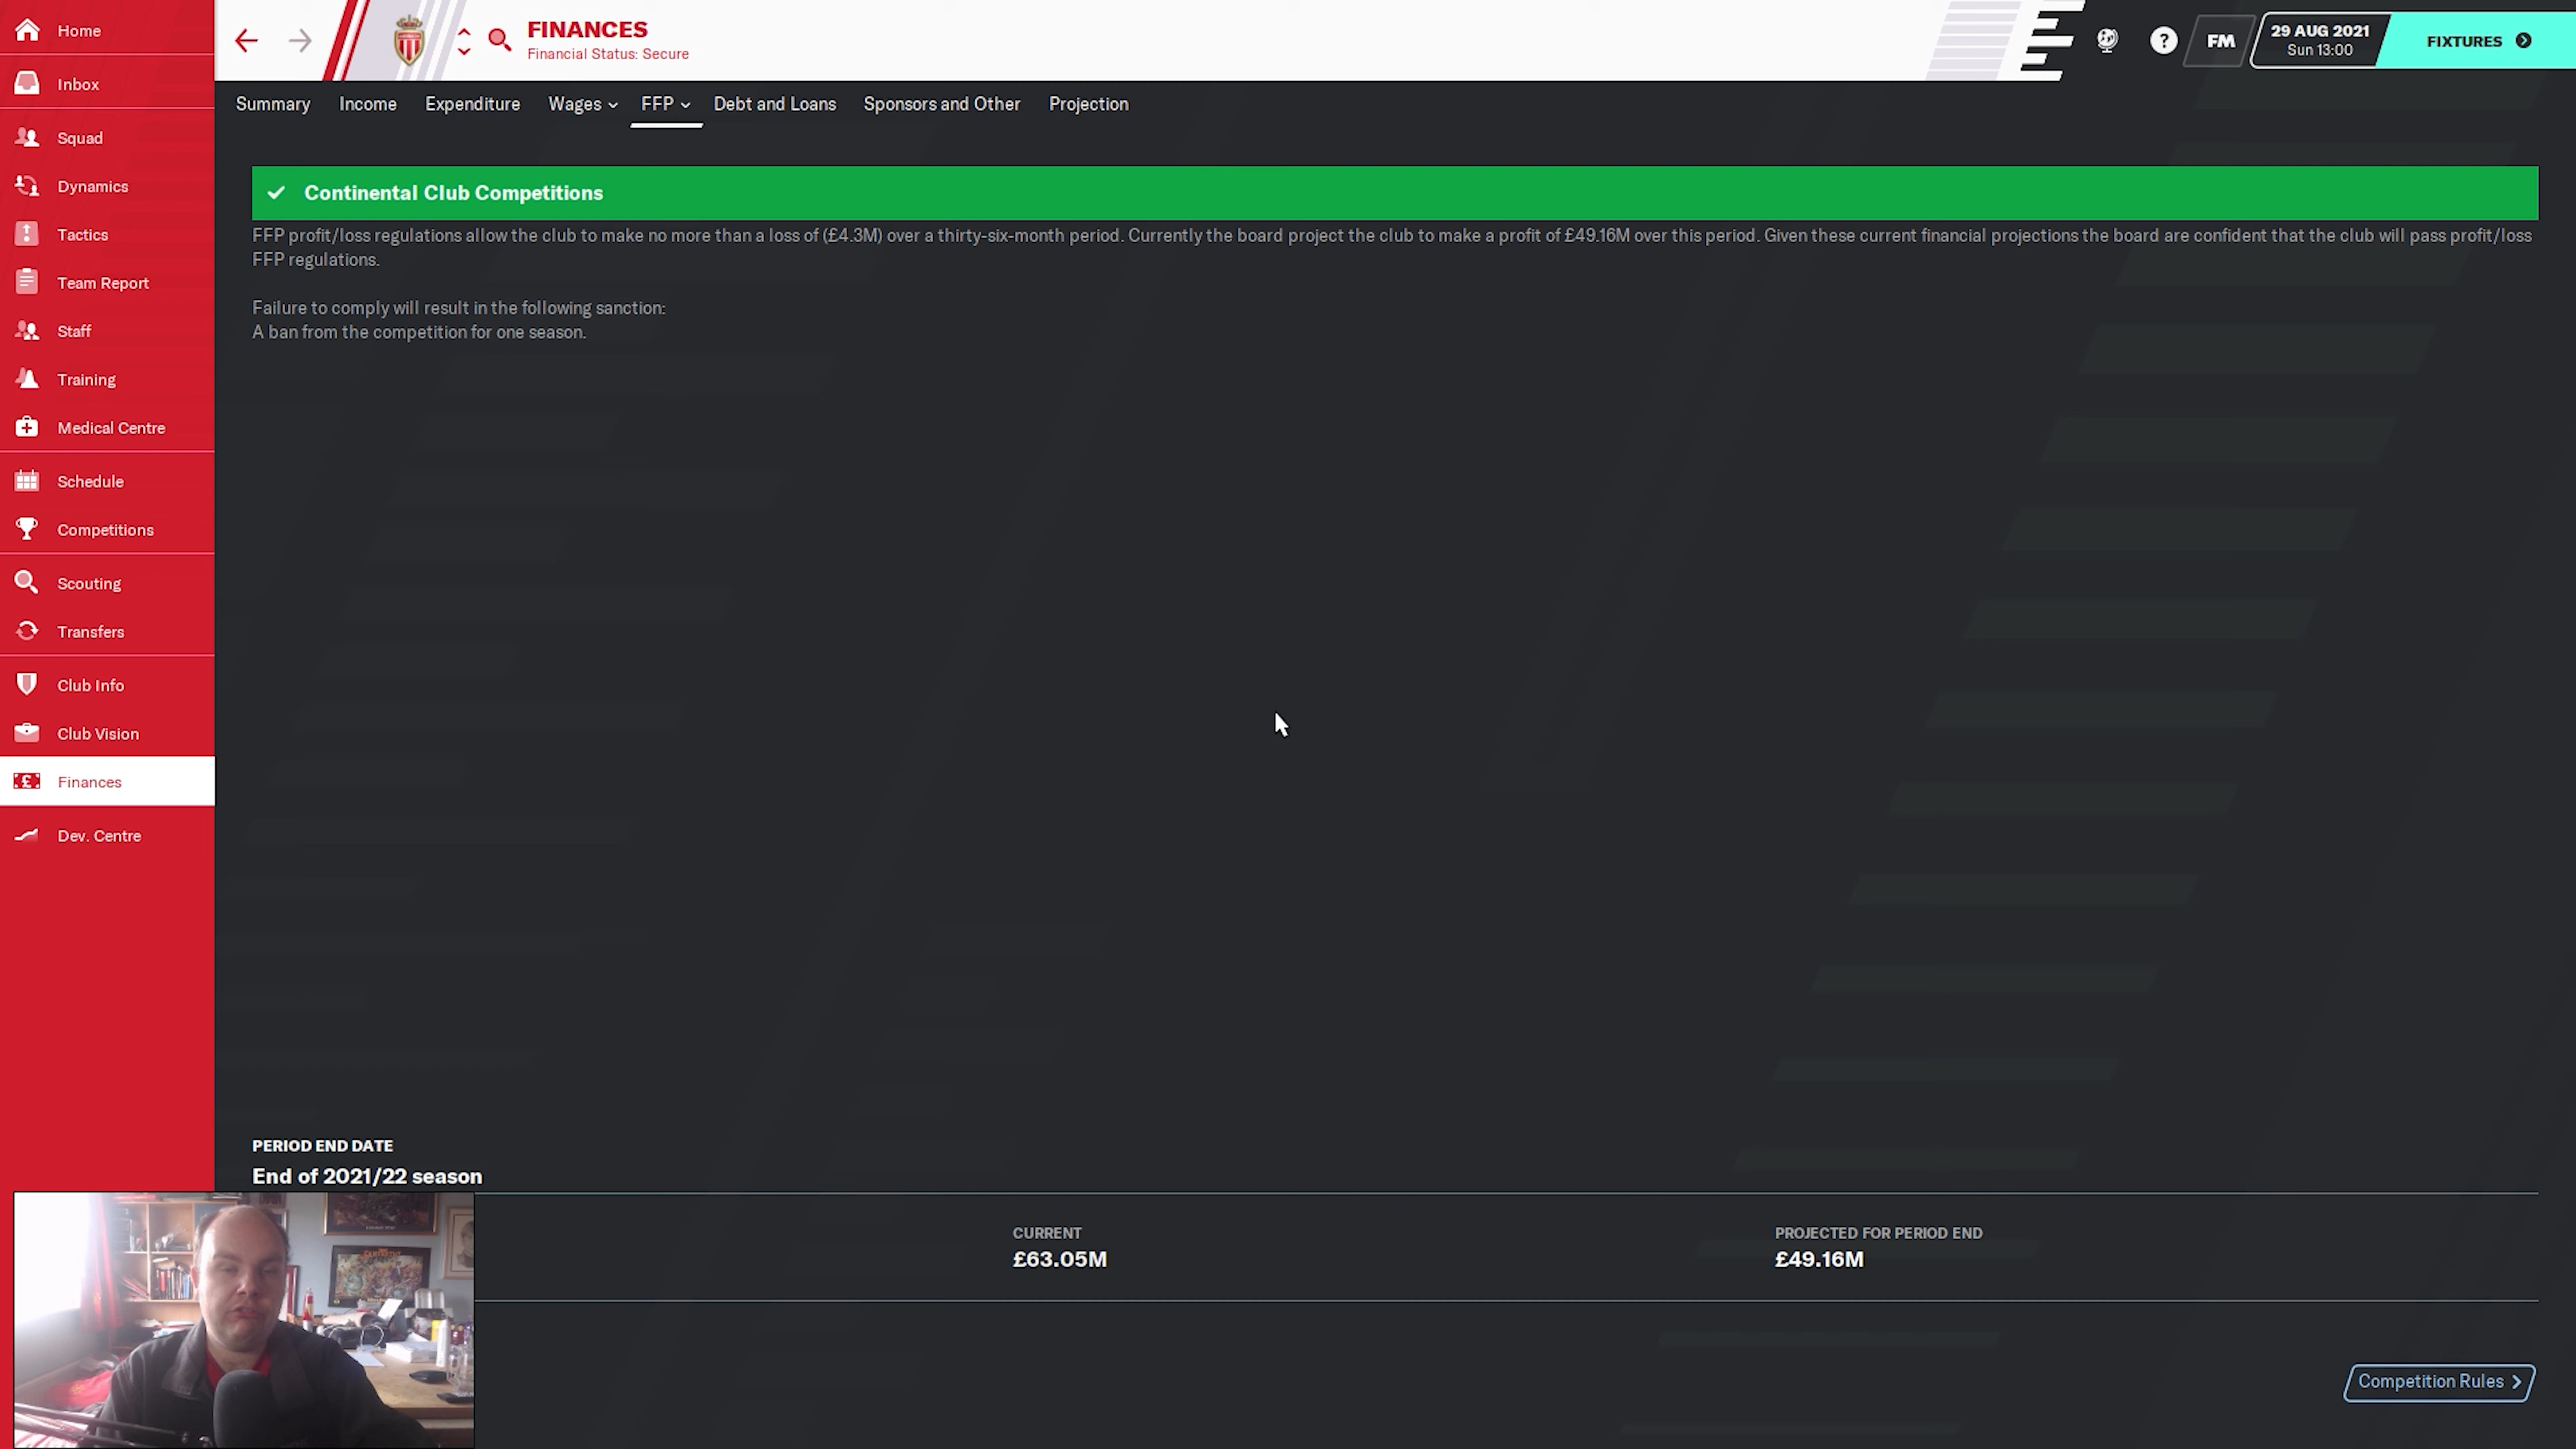 Home
Inbox
Squad
Dynamics
Tactics
Team Report
Staff
Training
Medical Centre
Schedule
Competitions
Scouting
Transfers
Club Info
Club Vision
Finances
Dev. Centre
FINANCES
Financial Status: Secure
?
FM
29 AUG 2021
Sun 13:00
FIXTURES
Summary
Income
Expenditure
Wages
FFP
Debt and Loans
Sponsors and Other
Projection
Continental Club Competitions
FFP profit/loss regulations allow the club to make no more than a loss of (£4.3M) over a thirty-six-month period. Currently the board project the club to make a profit of £49.16M over this period. Given these current financial projections the board are confident that the club will pass profit/loss
FFP regulations.
Failure to comply will result in the following sanction:
A ban from the competition for one season.
PERIOD END DATE
End of 2021/22 season
CURRENT
£63.05M
PROJECTED FOR PERIOD END
£49.16M
Competition Rules